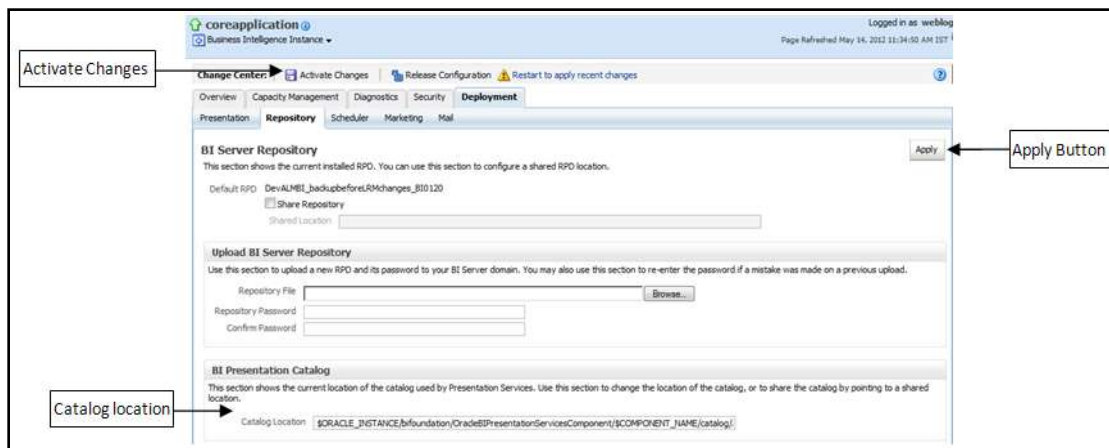 coreapplication
Logged in as weblog
Business Intelligence Instance
Page Refreshed May 14, 2012 11:34:50 AM IST
Activate Changes
Change Center: Activate Changes Release Configuration Restart to apply recent changes
Overview Capacity Management Diagnostics Security Deployment
Presentation Repository Scheduler Marketing Mail
BI Server Repository
Apply
Apply Button
This section shows the current installed RPD. You can use this section to configure a shared RPD location.
Default RPD DevALMBI_backupbeforeLRMchanges_BI0120
Share Repository
Shared Location
Upload BI Server Repository
Use this section to upload a new RPD and its password to your BI Server domain. You may also use this section to re-enter the password if a mistake was made on a previous upload.
Repository File Browse..
Repository Password
Confirm Password
BI Presentation Catalog
This section shows the current location of the catalog used by Presentation Services. Use this section to change the location of the catalog, or to share the catalog by pointing to a shared
location.
Catalog location
Catalog Location $ORACLE_INSTANCE/bifoundation/OracleBIPresentationServicesComponent/$COMPONENT_NAME/catalog/